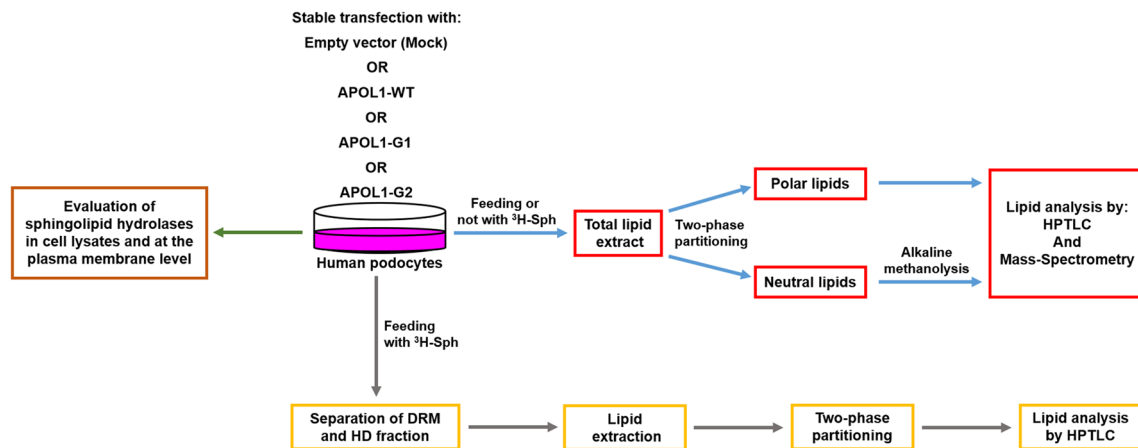 Stable transfection with:
Empty vector (Mock)
OR
APOL1-WT
OR
APOL1-G1
OR
APOL1-G2
Human podocytes
Evaluation of
sphingolipid hydrolases
in cell lysates and at the
plasma membrane level
Feeding or
not with ³H-Sph
Total lipid
extract
Two-phase
partitioning
Polar lipids
Neutral lipids
Alkaline
methanolysis
Lipid analysis by:
HPTLC
And
Mass-Spectrometry
Feeding
with ³H-Sph
Separation of DRM
and HD fraction
Lipid
extraction
Two-phase
partitioning
Lipid analysis
by HPTLC